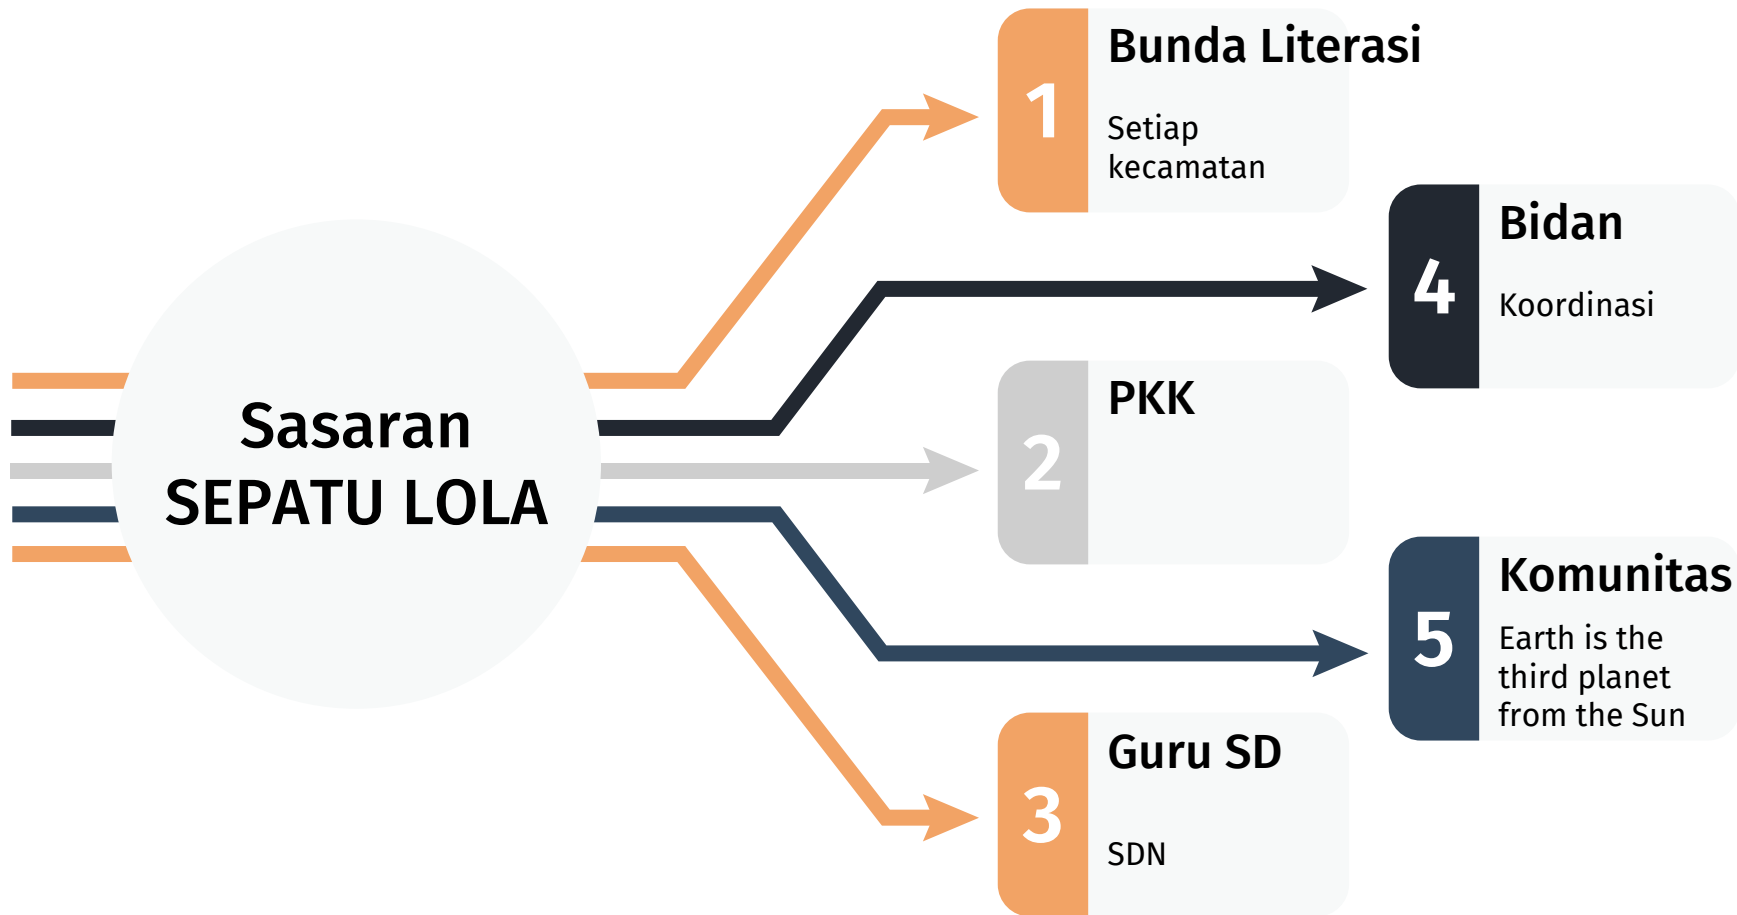 Sasaran
SEPATU LOLA
1
Bunda Literasi
Setiap
kecamatan
4
Bidan
Koordinasi
2
PKK
5
Komunitas
Earth is the
third planet
from the Sun
3
Guru SD
SDN